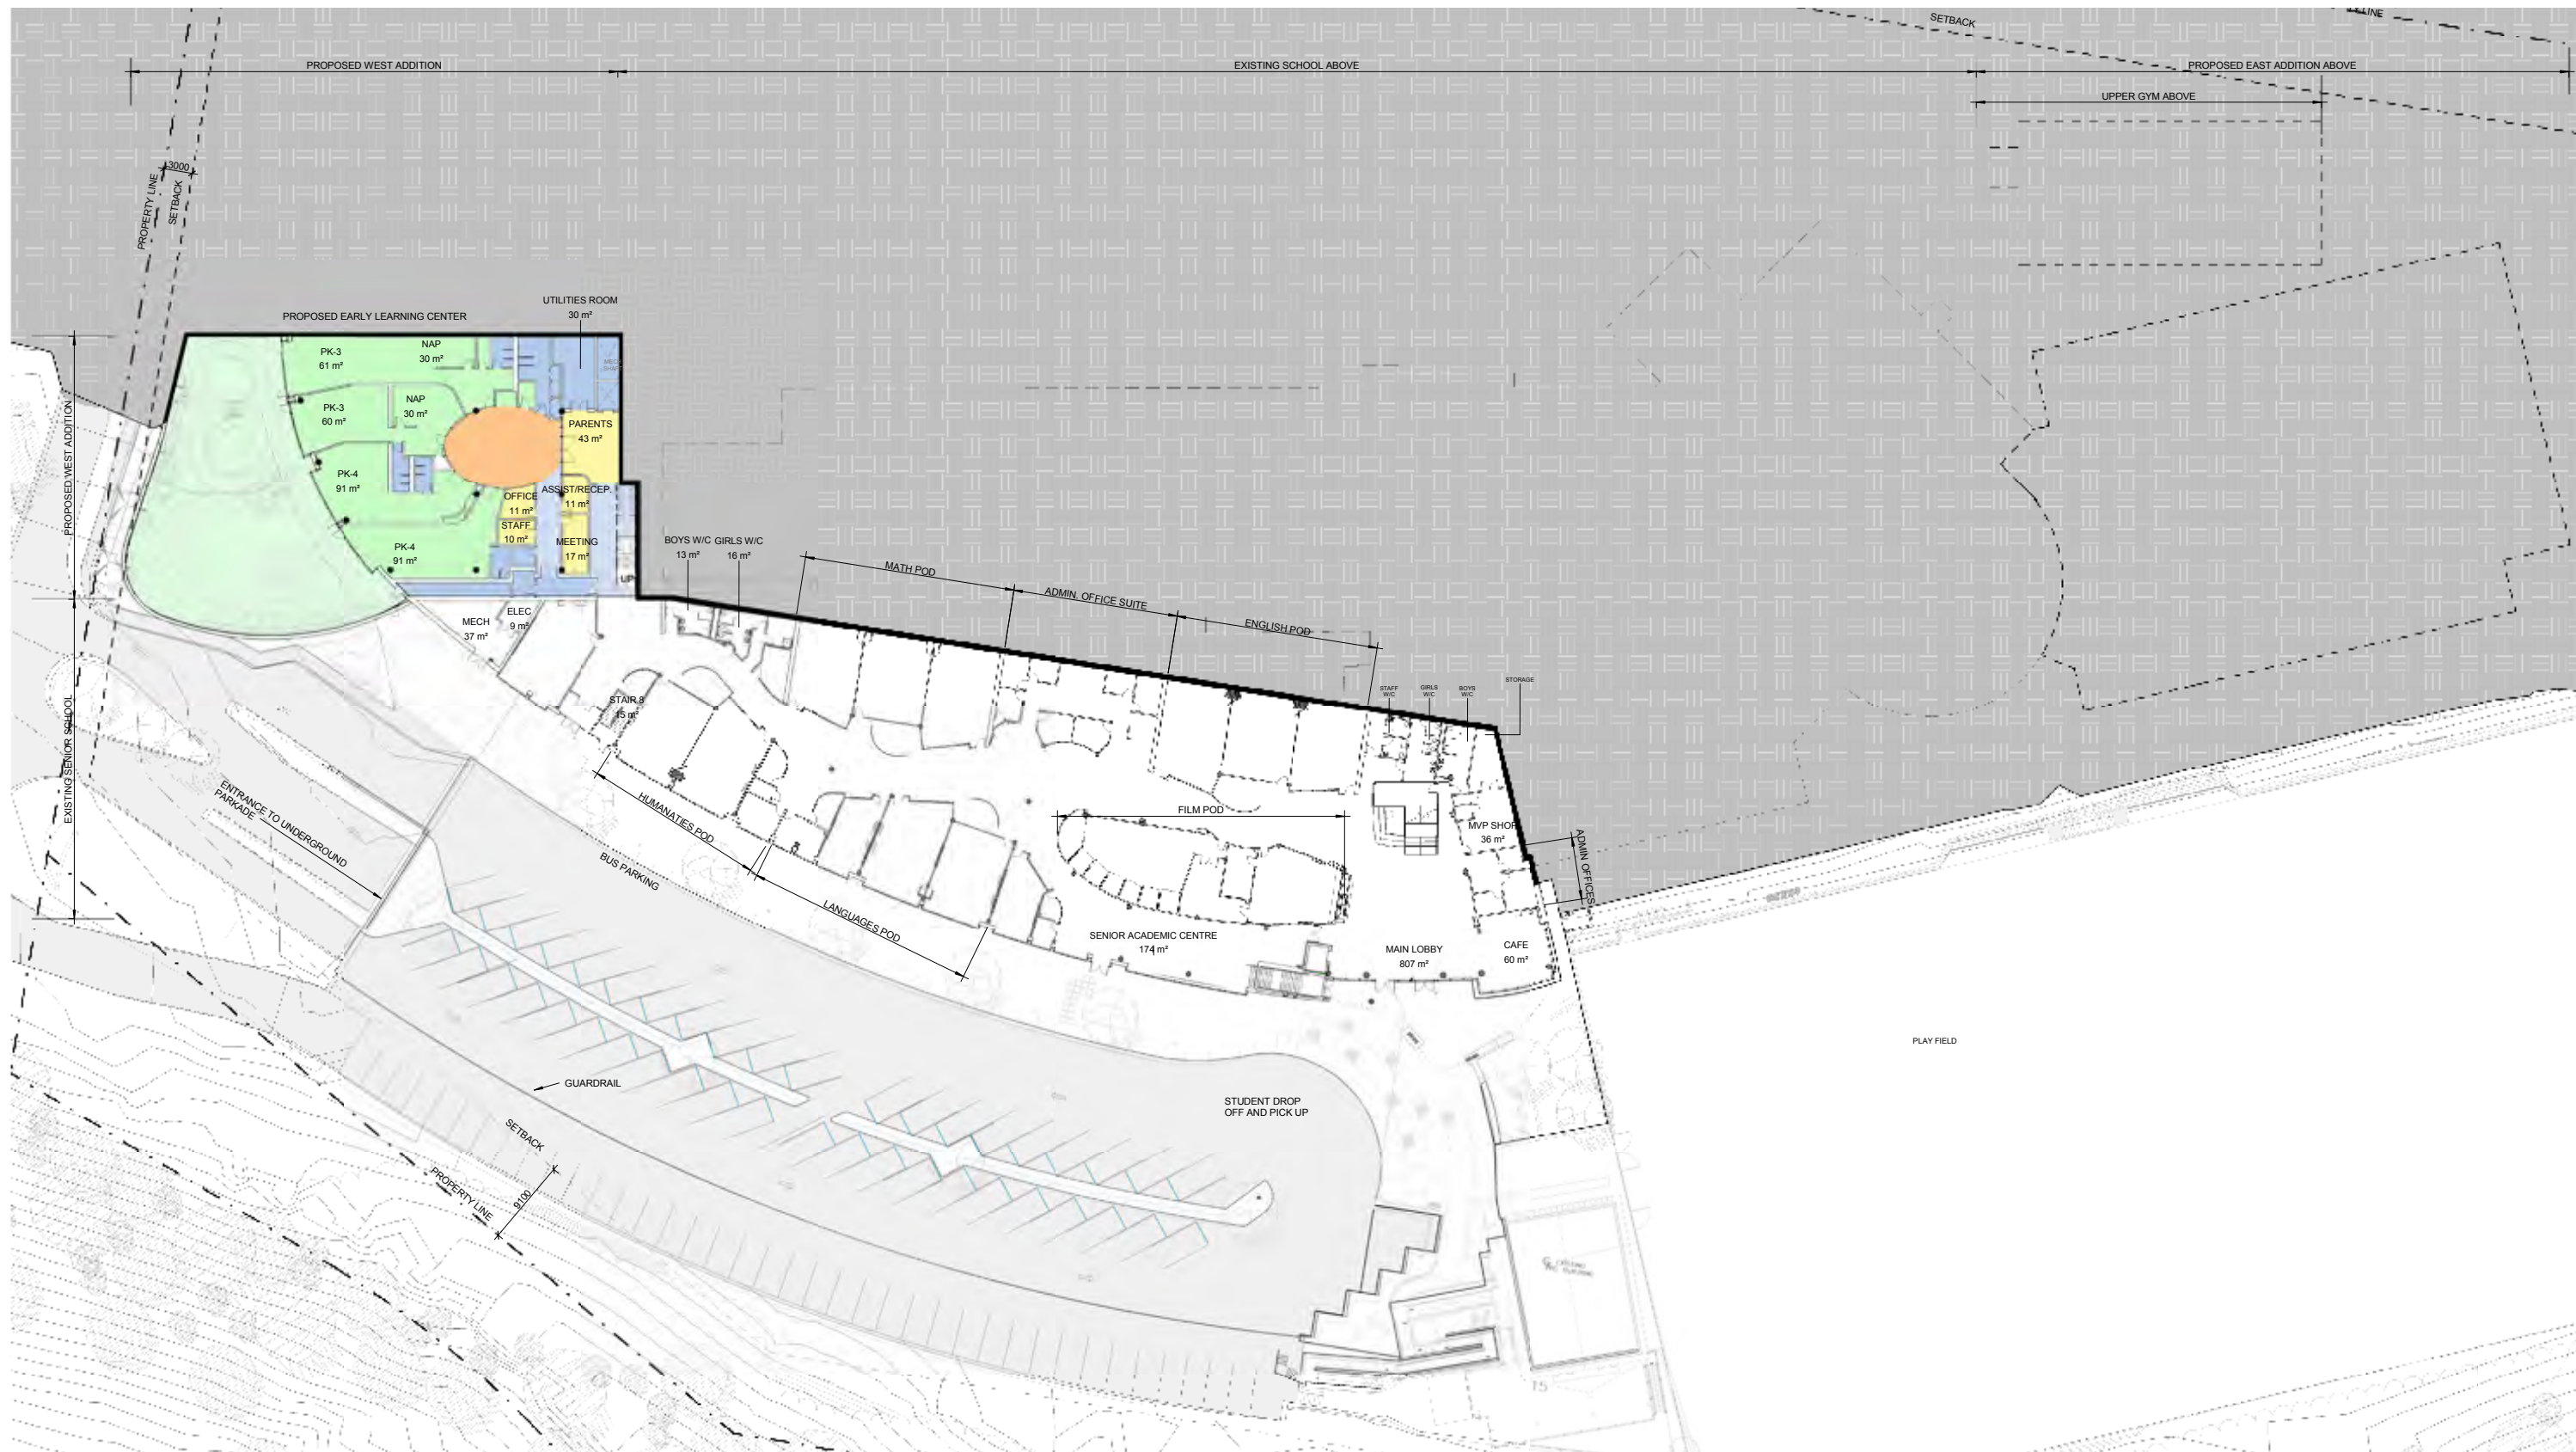 SETBACK
PROPOSED WEST ADDITION
EXISTING SCHOOL ABOVE
PROPOSED EAST ADDITION ABOVE
UPPER GYM ABOVE
3000
PROPERTY LINE
SETBACK
UTILITIES ROOM
30 m²
PROPOSED EARLY LEARNING CENTER
PK-3
61 m²
NAP
30 m²
PK-3
60 m²
NAP
30 m²
PARENTS
43 m²
PK-4
91 m²
OFFICE
11 m²
ASSIST/RECEP.
11 m²
STAFF
10 m²
MEETING
17 m²
PK-4
91 m²
UP
PROPOSED WEST ADDITION
EXISTING SENIOR SCHOOL
BOYS W/C
13 m²
GIRLS W/C
16 m²
MATH POD
ADMIN. OFFICE SUITE
ENGLISH POD
MECH
37 m²
ELEC
9 m²
STAIR 8
15 m²
STAFF
W/C
GIRLS
W/C
BOYS
W/C
STORAGE
HUMANATIES POD
FILM POD
MVP SHOP
36 m²
ADMIN OFFICES
ENTRANCE TO UNDERGROUND
PARKADE
BUS PARKING
LANGUAGES POD
SENIOR ACADEMIC CENTRE
174 m²
MAIN LOBBY
807 m²
CAFE
60 m²
PLAY FIELD
GUARDRAIL
STUDENT DROP
OFF AND PICK UP
SETBACK
PROPERTY LINE
9100